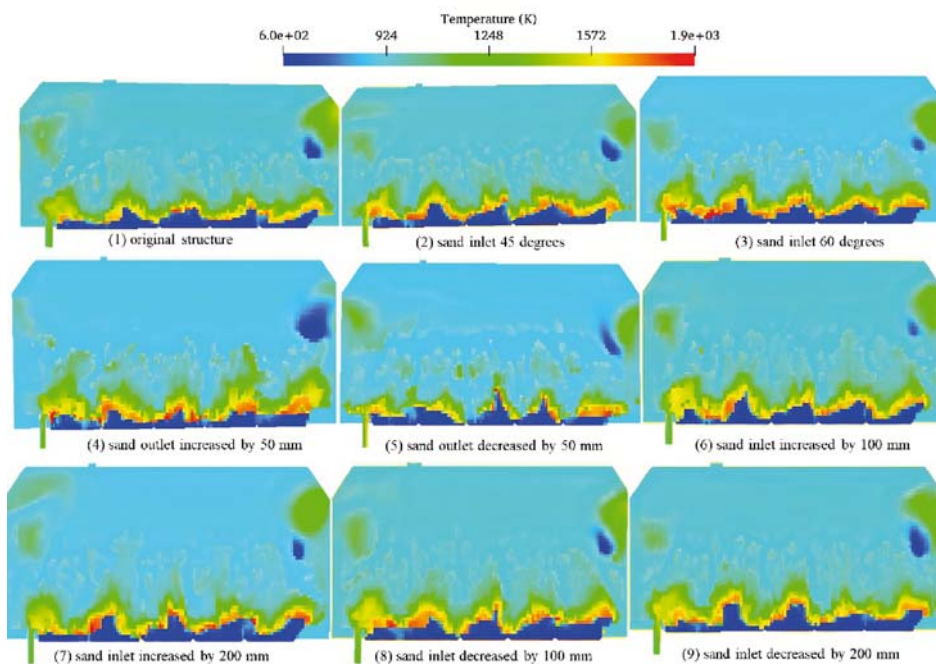 Temperature (K)
6.0e+02 924 1248 1572 1.9e+03
(1) original structure
(2) sand inlet 45 degrees
(3) sand inlet 60 degrees
(4) sand outlet increased by 50 mm
(5) sand outlet decreased by 50 mm
(6) sand inlet increased by 100 mm
(7) sand inlet increased by 200 mm
(8) sand inlet decreased by 100 mm
(9) sand inlet decreased by 200 mm